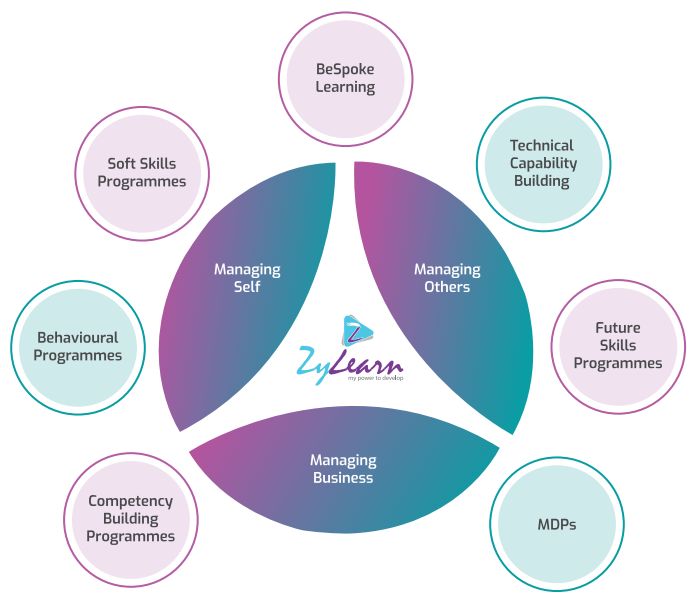 BeSpoke
Learning
Technical
Capability
Building
Soft Skills
Programmes
Managing
Self
Managing
Others
Future
Skills
Programmes
Behavioural
Programmes
ZyLearn
my power to develop
Managing
Business
Competency
Building
Programmes
MDPs